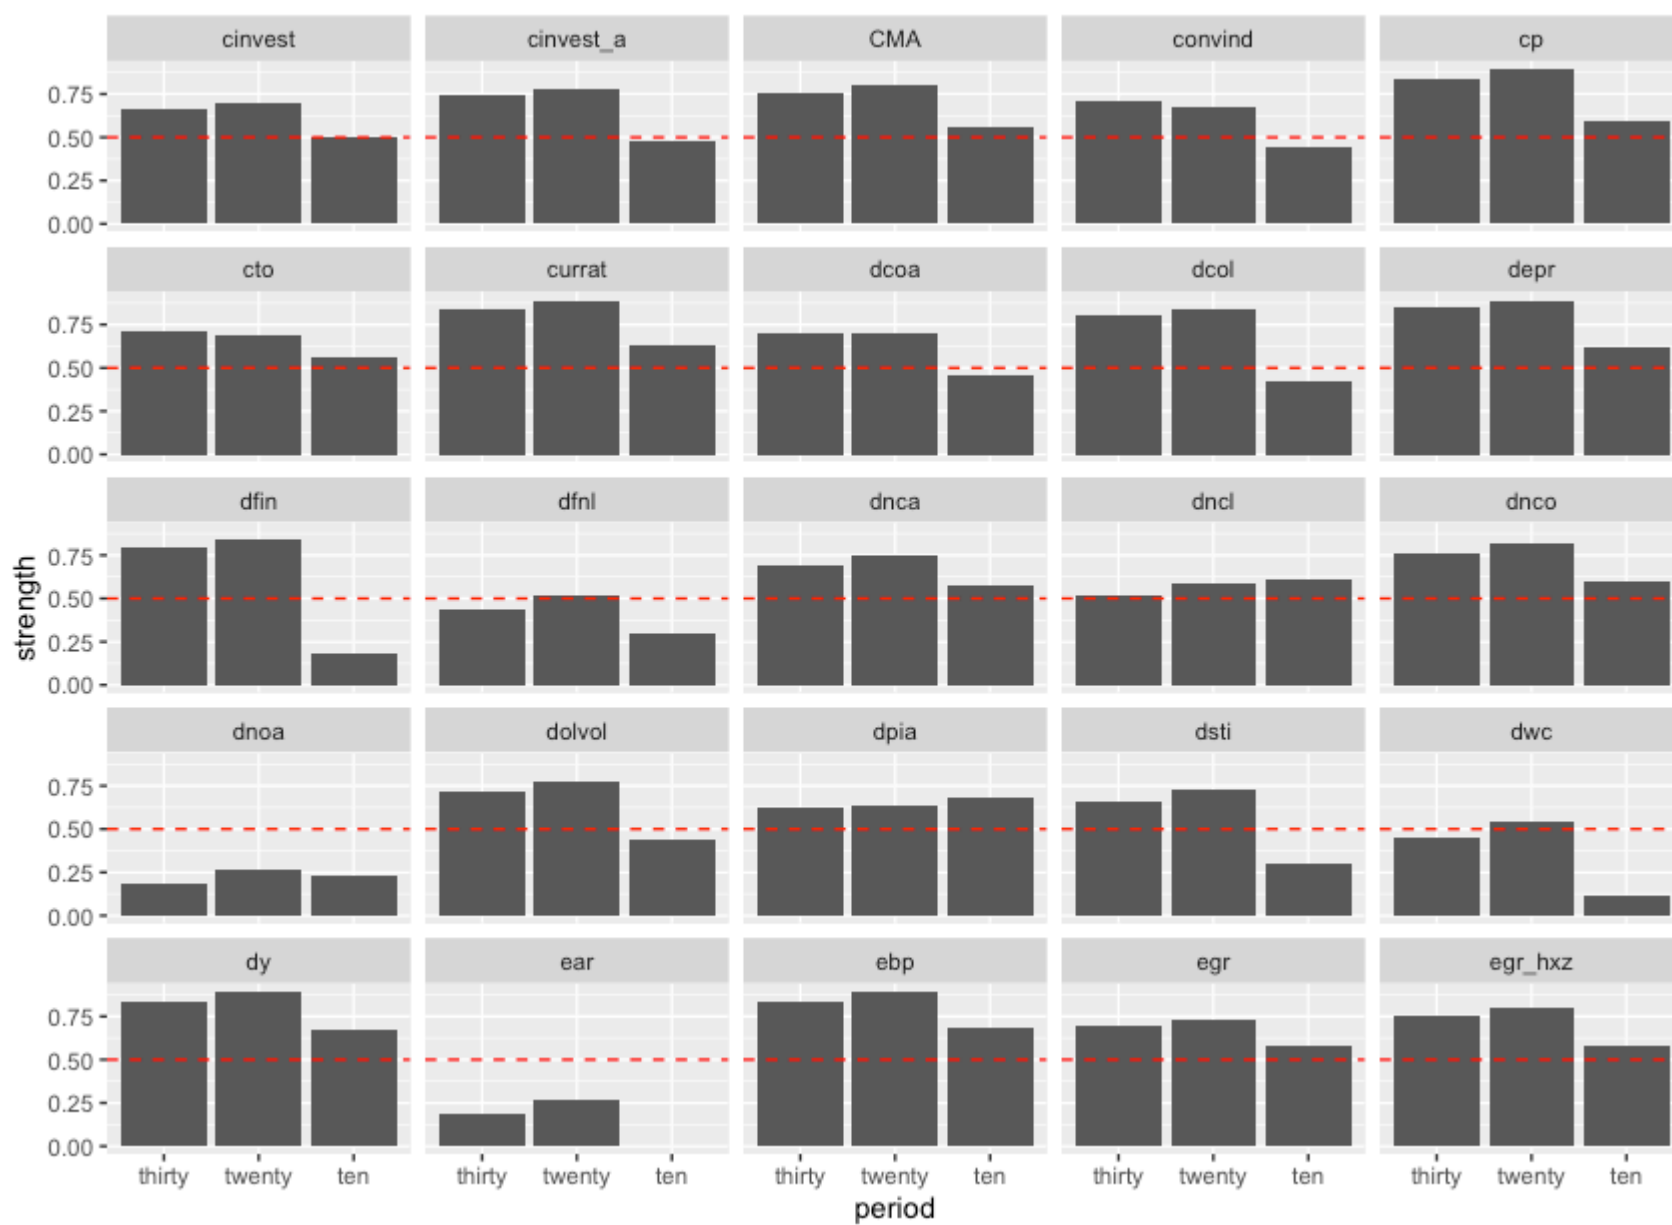 cinvest cinvest_a CMA convind cp
0.75
0.50
0.25
0.00
cto currat dcoa dcol depr
0.75
0.50
0.25
0.00
dfin dfnl dnca dncl dnco
0.75
0.50
0.25
0.00
strength
dnoa dolvol dpia dsti dwc
0.75
0.50
0.25
0.00
dy ear ebp egr egr_hxz
0.75
0.50
0.25
0.00
thirty twenty ten thirty twenty ten thirty twenty ten thirty twenty ten thirty twenty ten
period